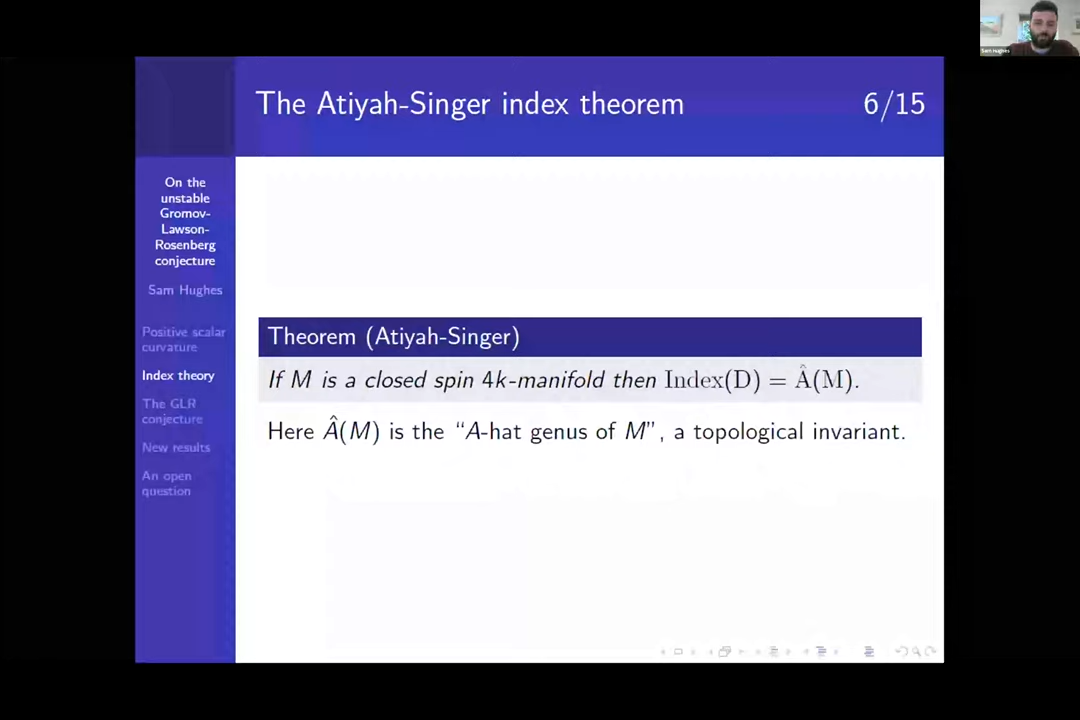 Sam Hughes
The Atiyah-Singer index theorem
6/15
On the
unstable
Gromov-
Lawson-
Rosenberg
conjecture
Sam Hughes
Positive scalar
curvature
Index theory
The GLR
conjecture
New results
An open
question
Theorem (Atiyah-Singer)
If M is a closed spin 4k-manifold then Index(D) = Â(M).
Here Â(M) is the “A-hat genus of M”, a topological invariant.